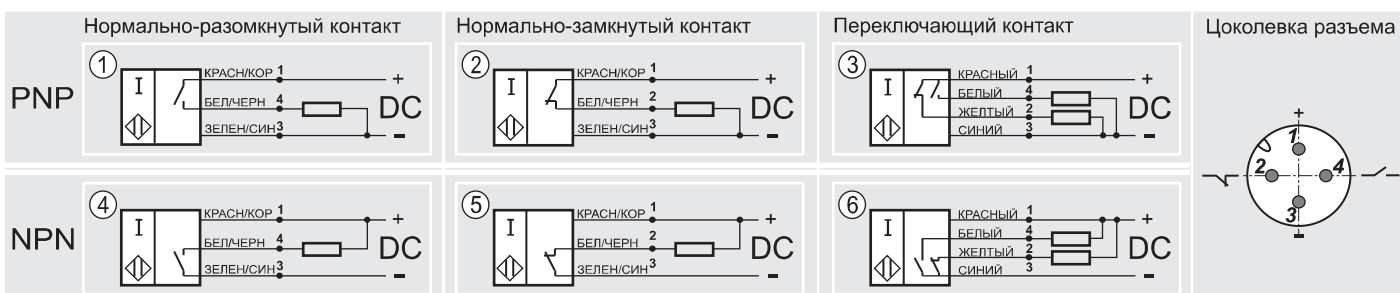 Нормально-разомкнутый контакт
Нормально-замкнутый контакт
Переключающий контакт
Цоколевка разъема
PNP
1
I
КРАСН/КОР 1
+
БЕЛ/ЧЕРН 4
DC
ЗЕЛЕН/СИН 3
-
2
I
КРАСН/КОР 1
+
БЕЛ/ЧЕРН 2
DC
ЗЕЛЕН/СИН 3
-
3
I
КРАСНЫЙ 1
+
БЕЛЫЙ 4
ЖЕЛТЫЙ 2
DC
СИНИЙ 3
-
NPN
4
I
КРАСН/КОР 1
+
БЕЛ/ЧЕРН 4
DC
ЗЕЛЕН/СИН 3
-
5
I
КРАСН/КОР 1
+
БЕЛ/ЧЕРН 2
DC
ЗЕЛЕН/СИН 3
-
6
I
КРАСНЫЙ 1
+
БЕЛЫЙ 4
ЖЕЛТЫЙ 2
DC
СИНИЙ 3
-
+
1
2 4
3
-